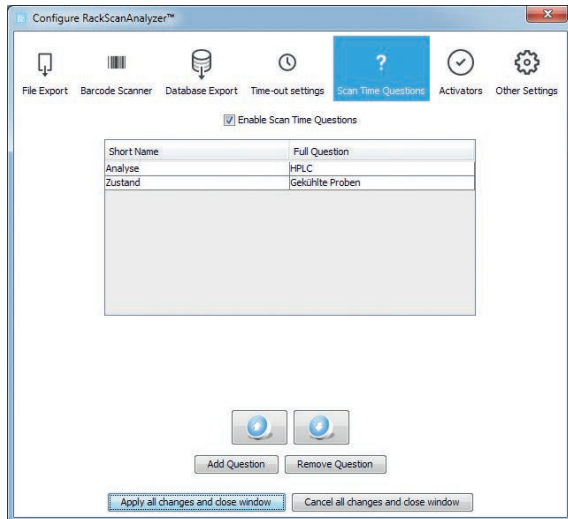 Configure RackScanAnalyzer™
File Export Barcode Scanner Database Export Time-out settings Scan Time Questions Activators Other Settings
Enable Scan Time Questions
Short Name Full Question
Analyse HPLC
Zustand Gekühlte Proben
Add Question Remove Question
Apply all changes and close window Cancel all changes and close window